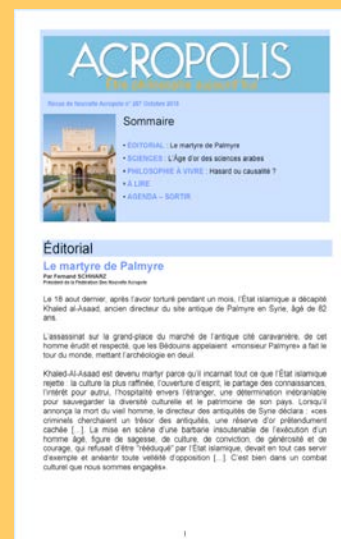 ACROPOLIS
Revue de Nouvelle Acropole n° 267 Octobre 2015
Sommaire
• ÉDITORIAL : Le martyre de Palmyre
• SCIENCES : L'Âge d'or des sciences arabes
• PHILOSOPHIE À VIVRE : Hasard ou causalité ?
• À LIRE
• AGENDA – SORTIR
Éditorial
Le martyre de Palmyre
Par Fernand SCHWARZ
Président de la Fédération Des Nouvelle Acropole
Le 18 aout dernier, après l'avoir torturé pendant un mois, l'État islamique a décapité
Khaled al-Asaad, ancien directeur du site antique de Palmyre en Syrie, âgé de 82
ans.
L'assassinat sur la grand-place du marché de l'antique cité caravanière, de cet
homme érudit et respecté, que les Bédouins appelaient «monsieur Palmyre» a fait le
tour du monde, mettant l'archéologie en deuil.
Khaled-Al-Asaad est devenu martyr parce qu'il incarnait tout ce que l'État islamique
rejette : la culture la plus raffinée, l'ouverture d'esprit, le partage des connaissances,
l'intérêt pour autrui, l'hospitalité envers l'étranger, une détermination inébranlable
pour sauvegarder la diversité culturelle et le patrimoine de son pays. Lorsqu'il
annonça la mort du vieil homme, le directeur des antiquités de Syrie déclara : «ces
criminels cherchaient un trésor des antiquités, une réserve d'or prétendument
cachée […]. La mise en scène d'une barbarie insoutenable de l'exécution d'un
homme âgé, figure de sagesse, de culture, de conviction, de générosité et de
courage, qui refusait d'être "rééduqué" par l'État islamique, devait en tout cas servir
d'exemple et anéantir toute velléité d'opposition […]. C'est bien dans un combat
culturel que nous sommes engagés».
1